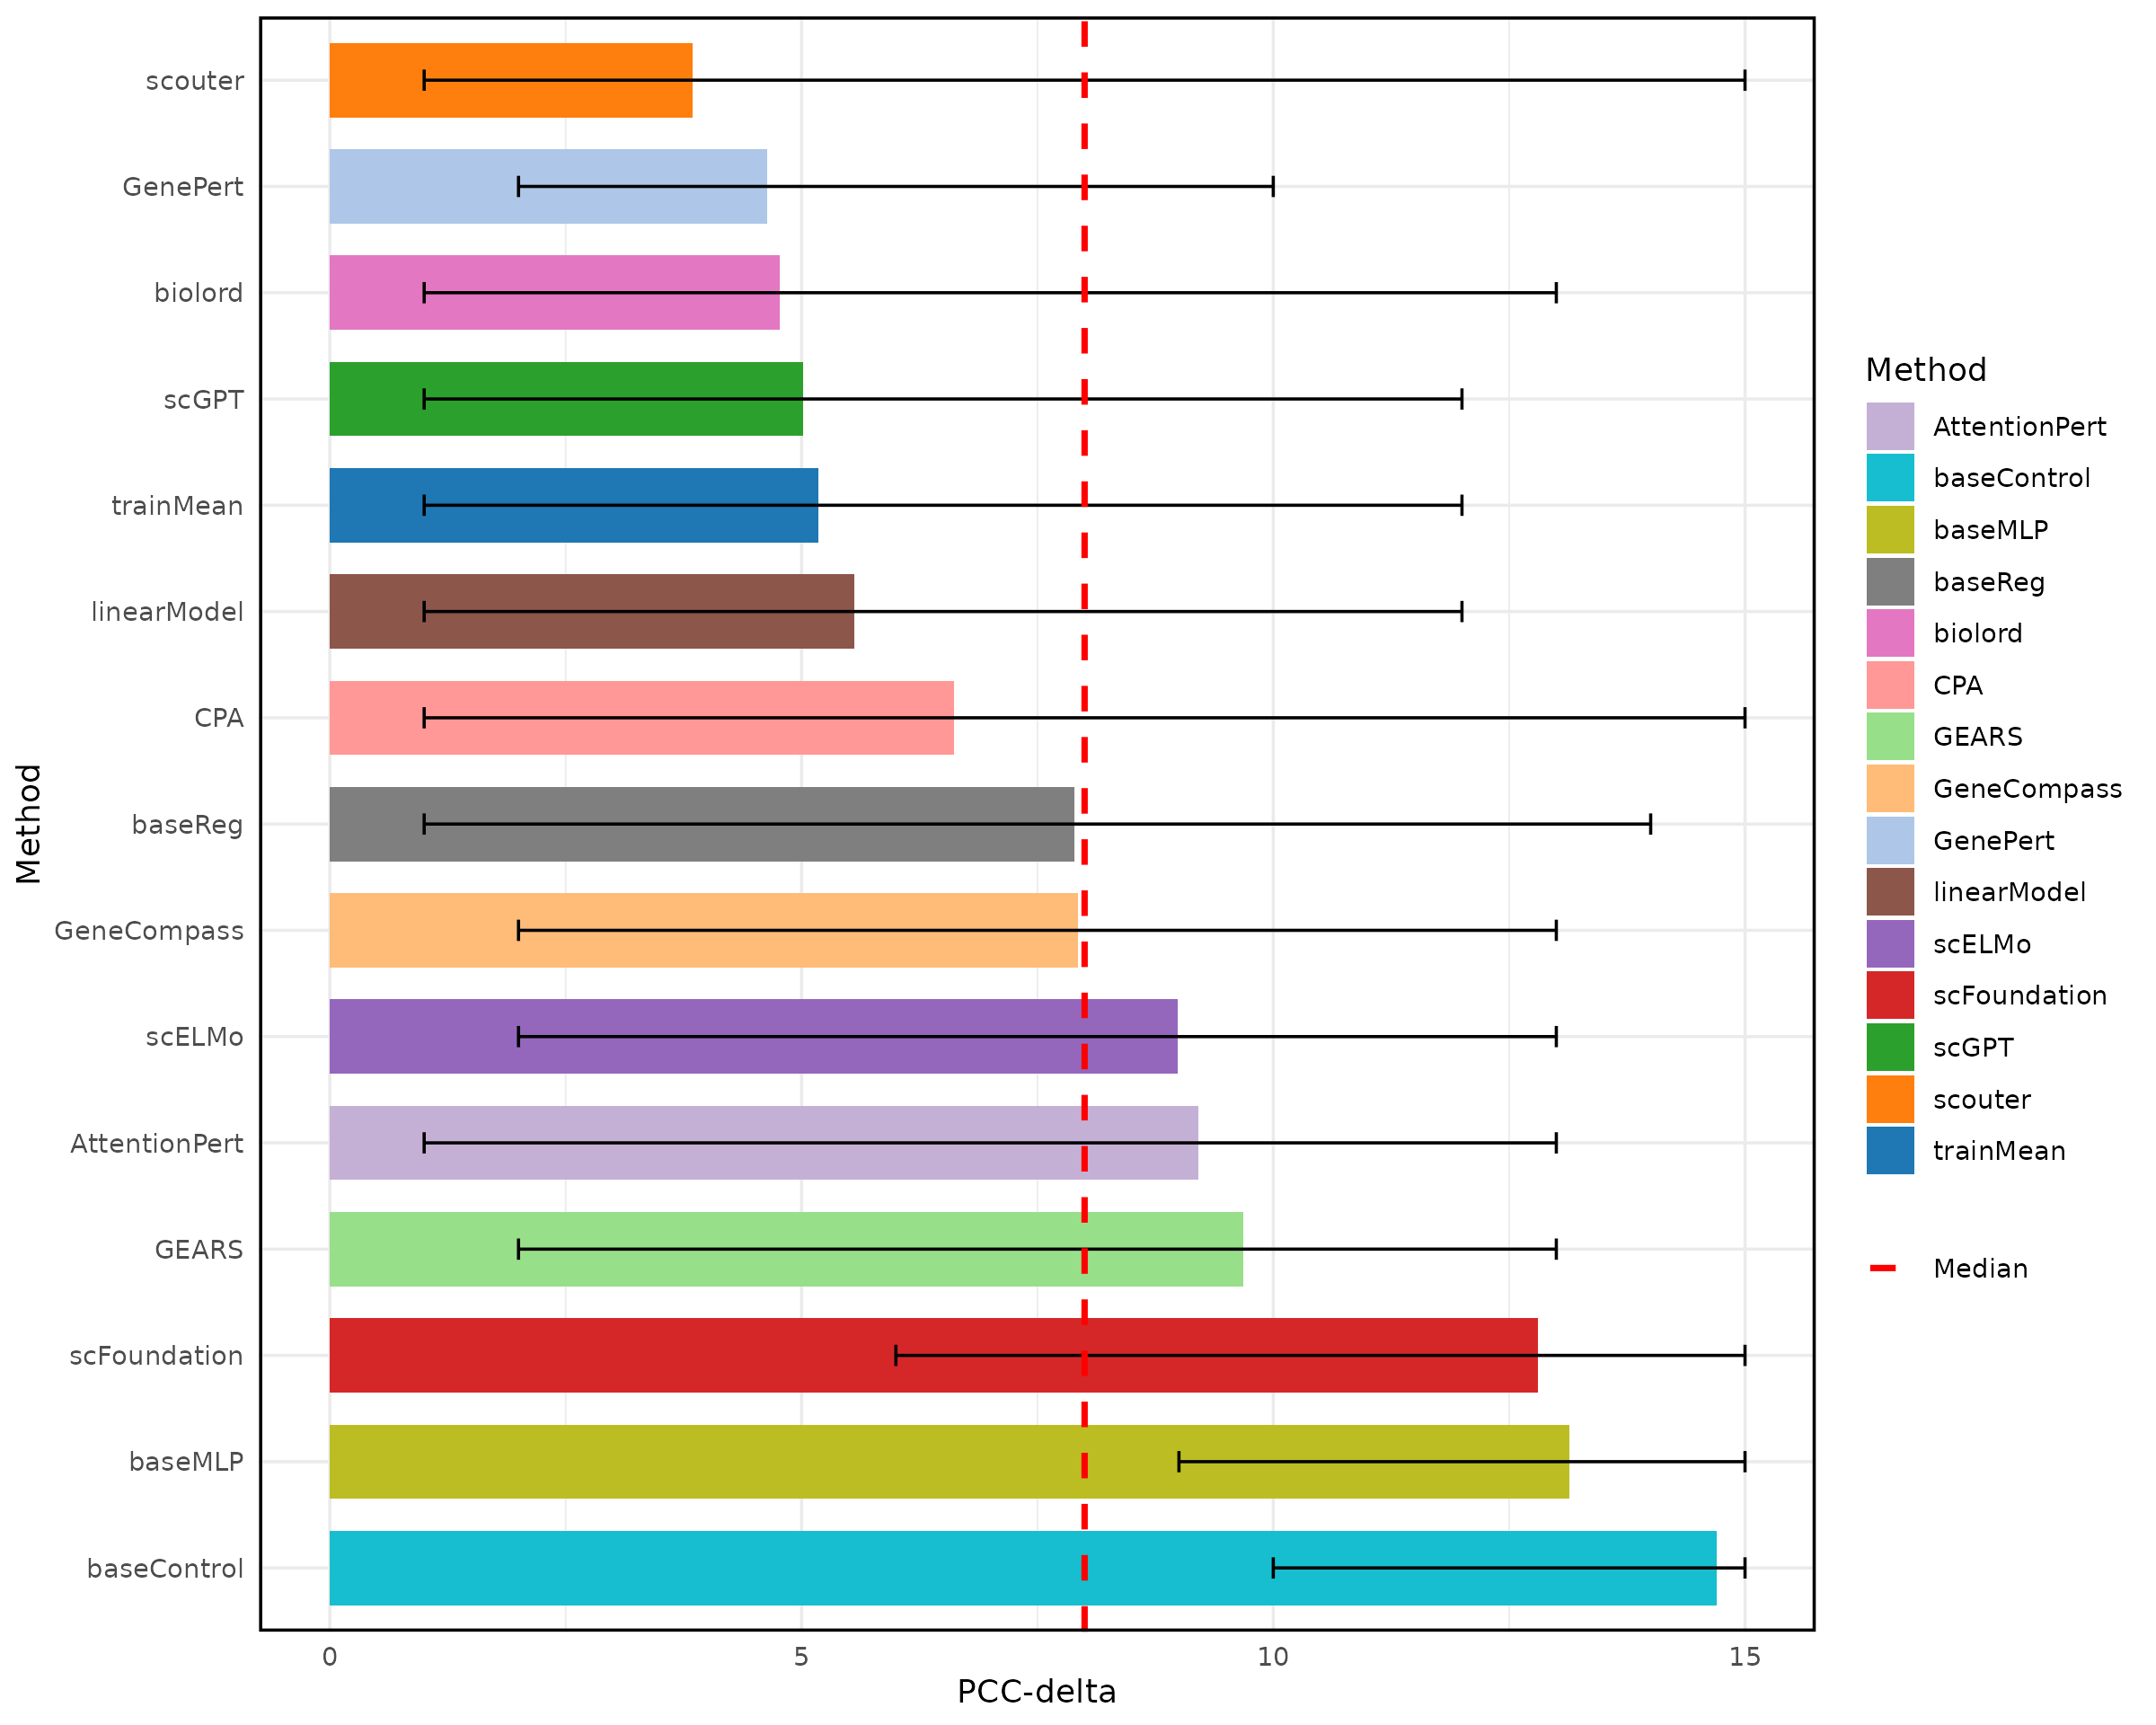 scouter
GenePert
biolord
scGPT
trainMean
linearModel
CPA
baseReg
GeneCompass
scELMo
AttentionPert
GEARS
scFoundation
baseMLP
baseControl
Method
0 5 10 15
PCC-delta
Method
AttentionPert
baseControl
baseMLP
baseReg
biolord
CPA
GEARS
GeneCompass
GenePert
linearModel
scELMo
scFoundation
scGPT
scouter
trainMean
Median